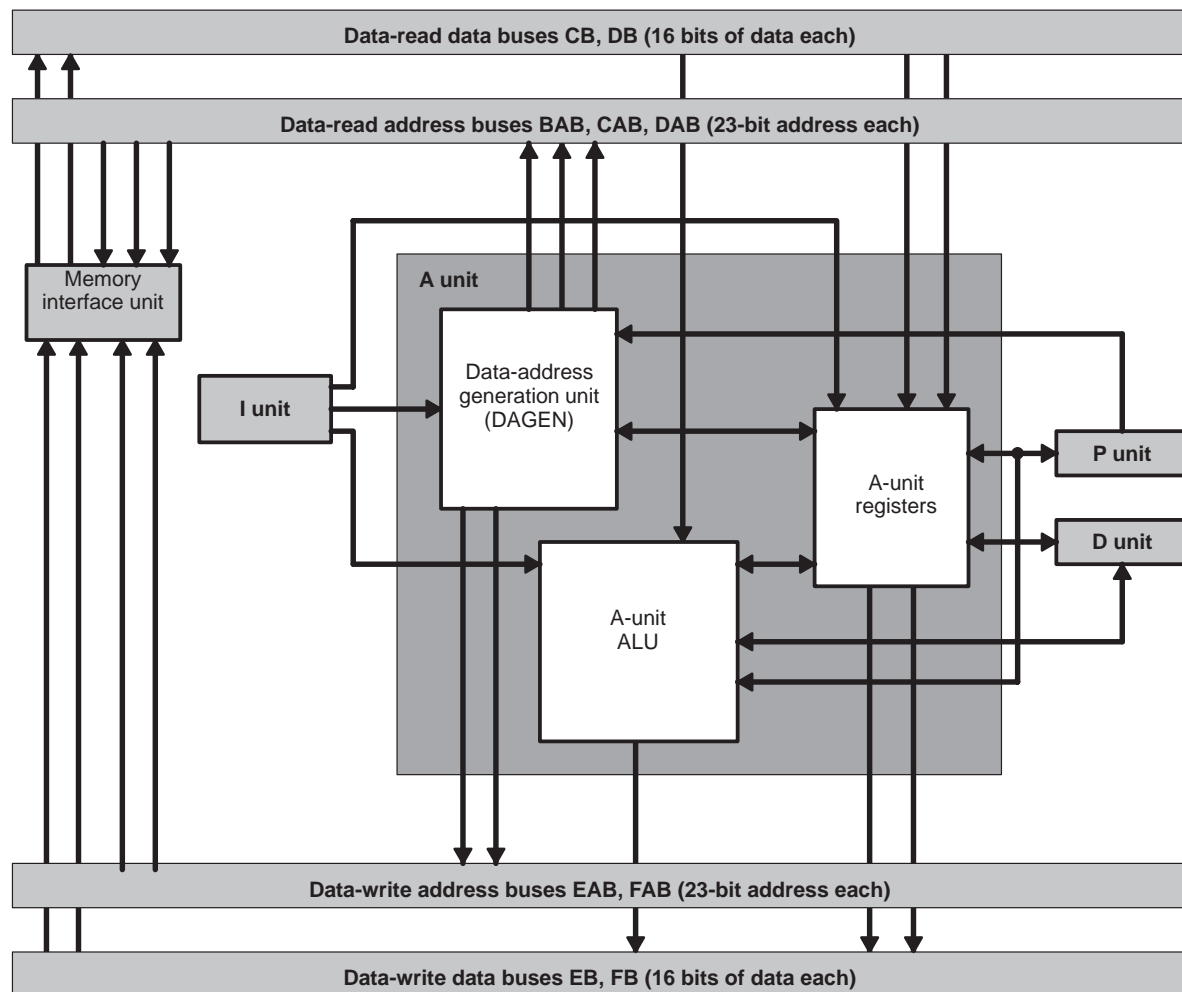 Data-read data buses CB, DB (16 bits of data each)
Data-read address buses BAB, CAB, DAB (23-bit address each)
Memory
interface unit
A unit
I unit
Data-address
generation unit
(DAGEN)
A-unit
registers
P unit
D unit
A-unit
ALU
Data-write address buses EAB, FAB (23-bit address each)
Data-write data buses EB, FB (16 bits of data each)